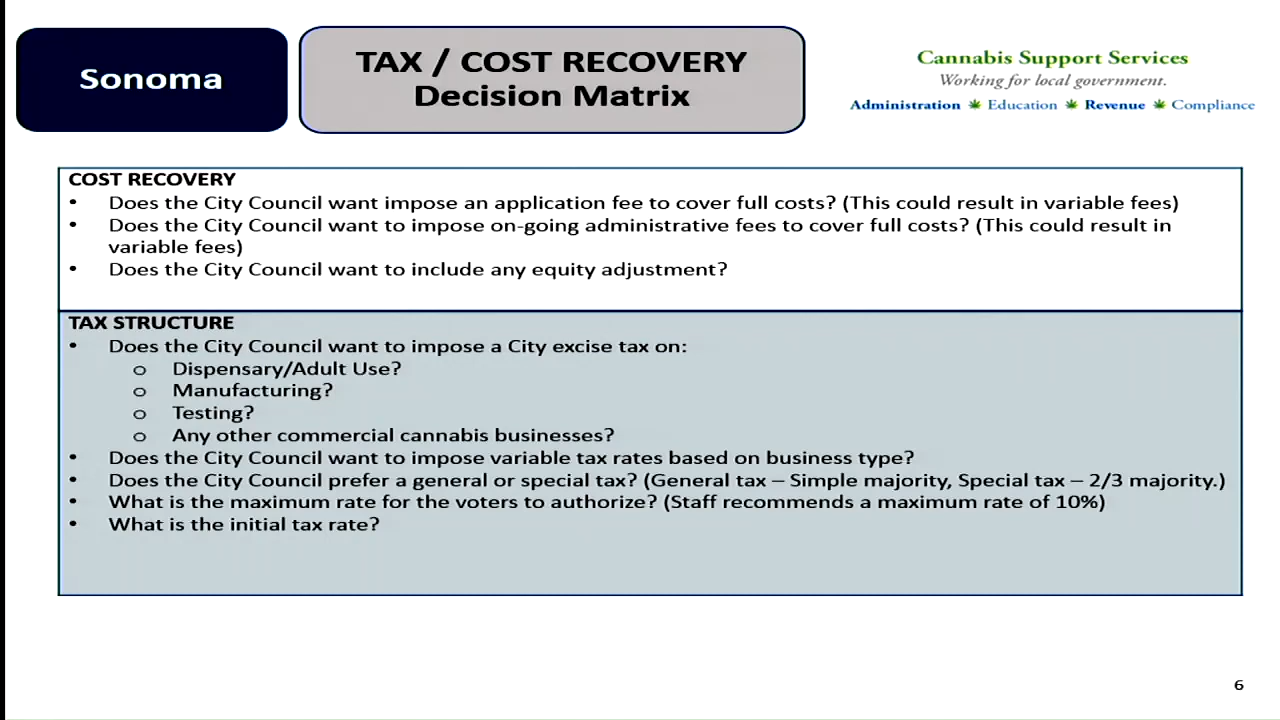 Sonoma
TAX / COST RECOVERY
Decision Matrix
Cannabis Support Services
Working for local government.
Administration Education Revenue Compliance
COST RECOVERY
• Does the City Council want impose an application fee to cover full costs? (This could result in variable fees)
• Does the City Council want to impose on-going administrative fees to cover full costs? (This could result in
variable fees)
• Does the City Council want to include any equity adjustment?
TAX STRUCTURE
• Does the City Council want to impose a City excise tax on:
o Dispensary/Adult Use?
o Manufacturing?
o Testing?
o Any other commercial cannabis businesses?
• Does the City Council want to impose variable tax rates based on business type?
• Does the City Council prefer a general or special tax? (General tax – Simple majority, Special tax – 2/3 majority.)
• What is the maximum rate for the voters to authorize? (Staff recommends a maximum rate of 10%)
• What is the initial tax rate?
6